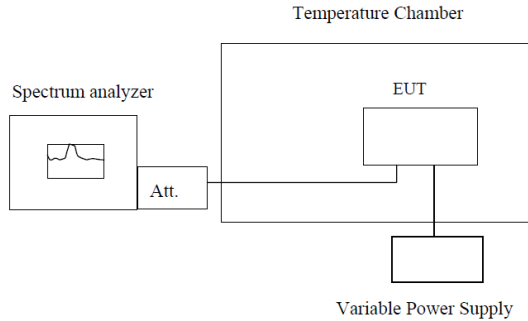 Temperature Chamber
Spectrum analyzer
EUT
Att.
Variable Power Supply